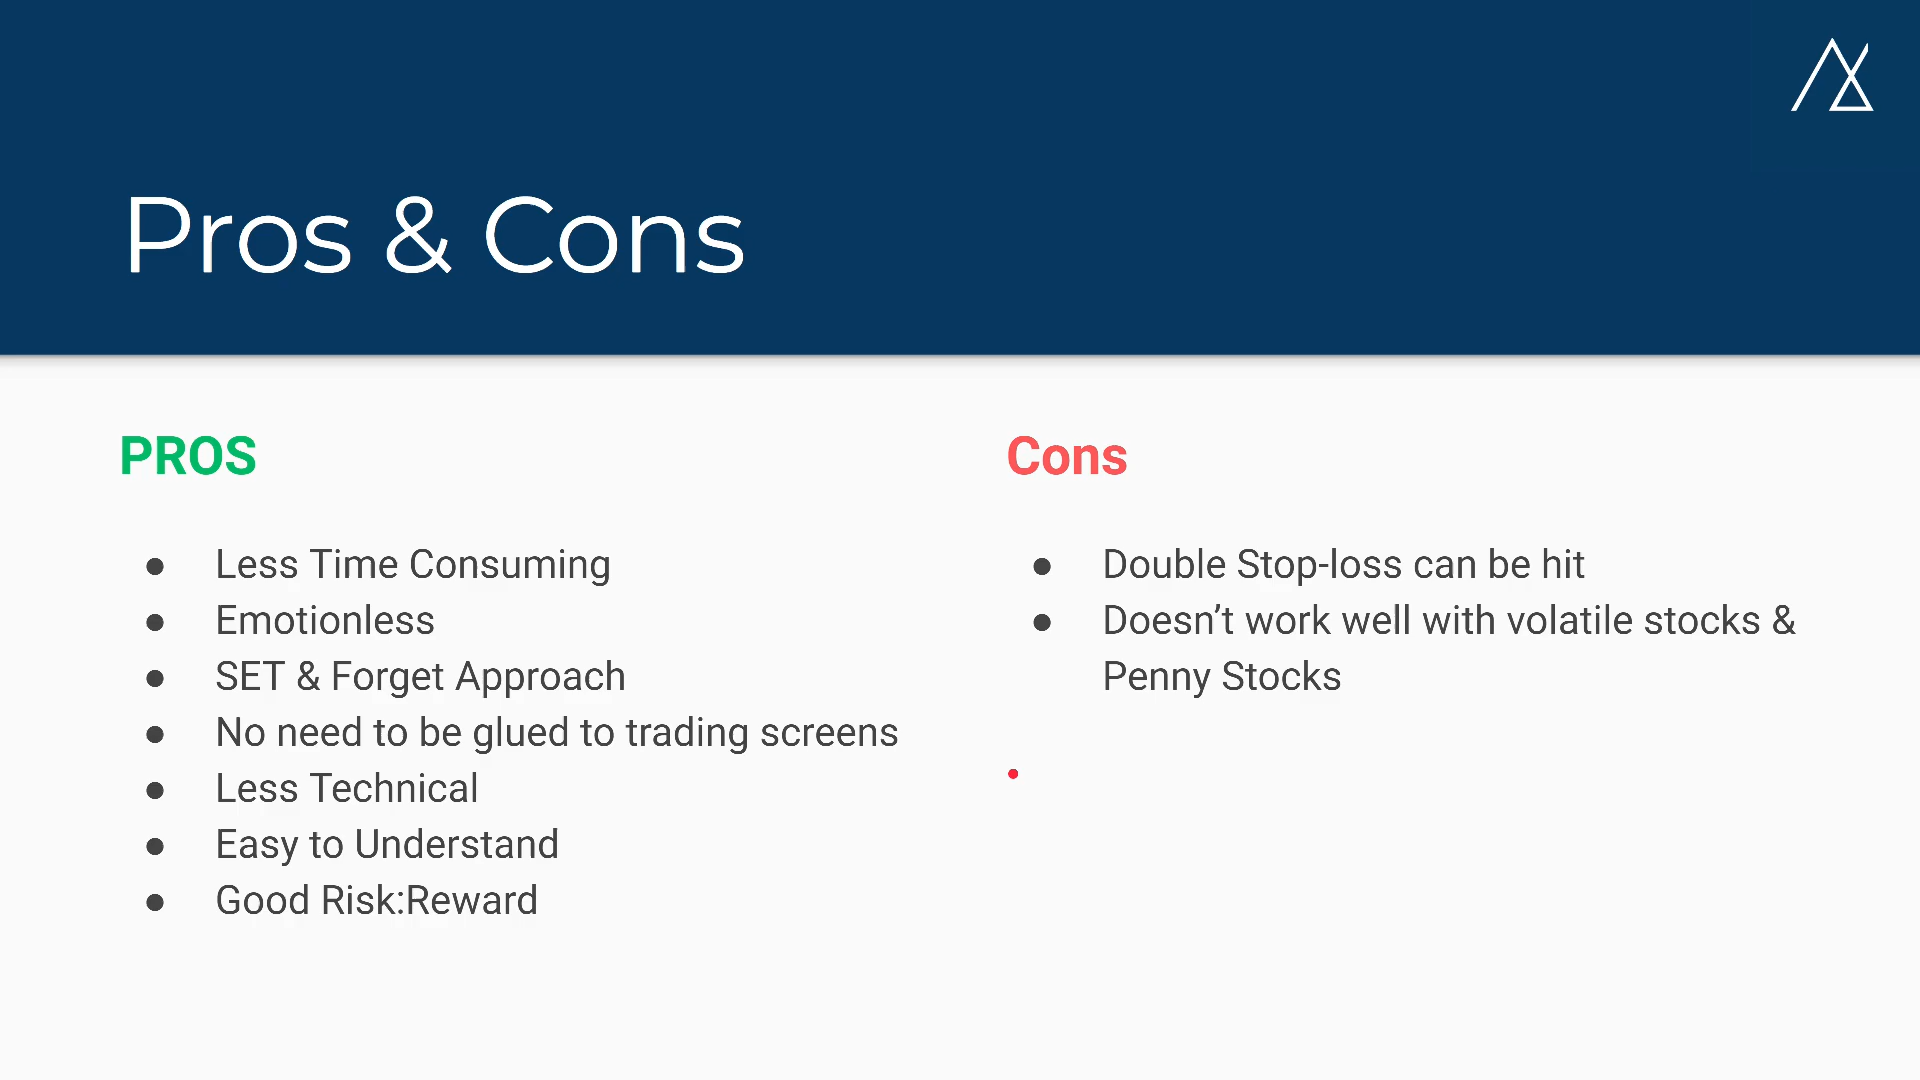 Pros & Cons
PROS
Less Time Consuming
Emotionless
SET & Forget Approach
No need to be glued to trading screens
Less Technical
Easy to Understand
Good Risk:Reward
Cons
Double Stop-loss can be hit
Doesn’t work well with volatile stocks &
Penny Stocks